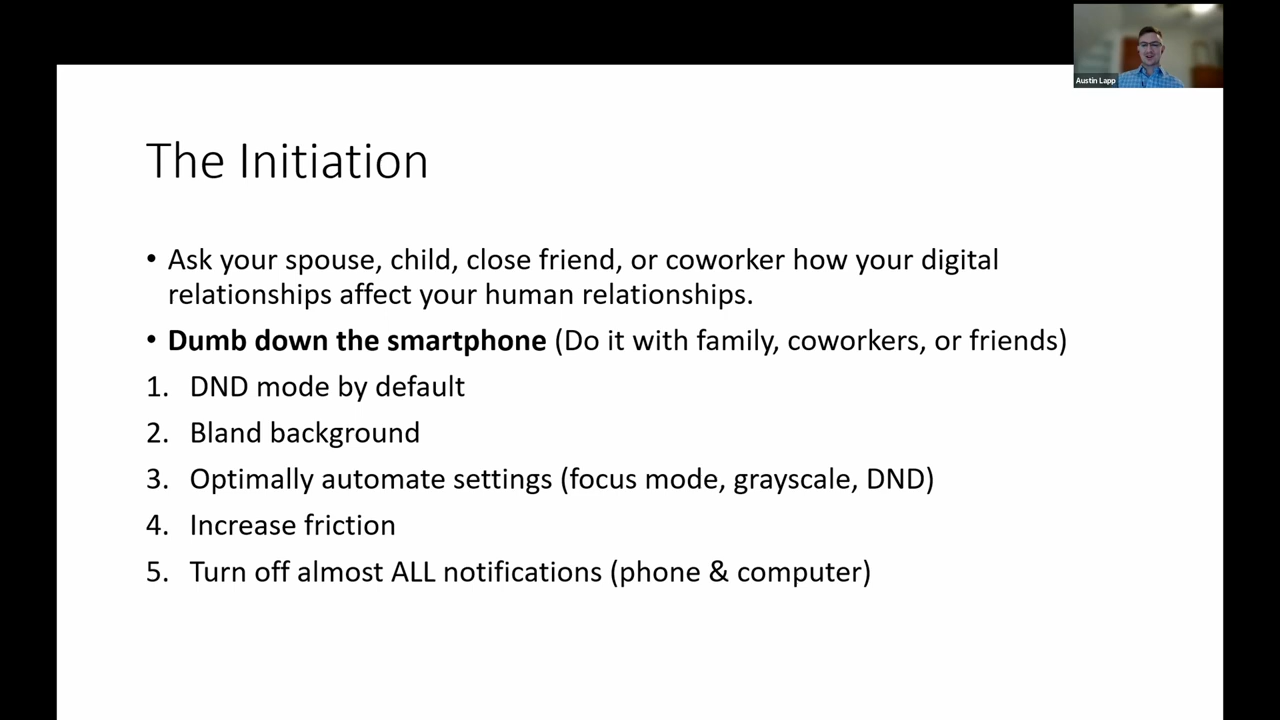 Austin Lapp
The Initiation
• Ask your spouse, child, close friend, or coworker how your digital
relationships affect your human relationships.
• Dumb down the smartphone (Do it with family, coworkers, or friends)
1. DND mode by default
2. Bland background
3. Optimally automate settings (focus mode, grayscale, DND)
4. Increase friction
5. Turn off almost ALL notifications (phone & computer)